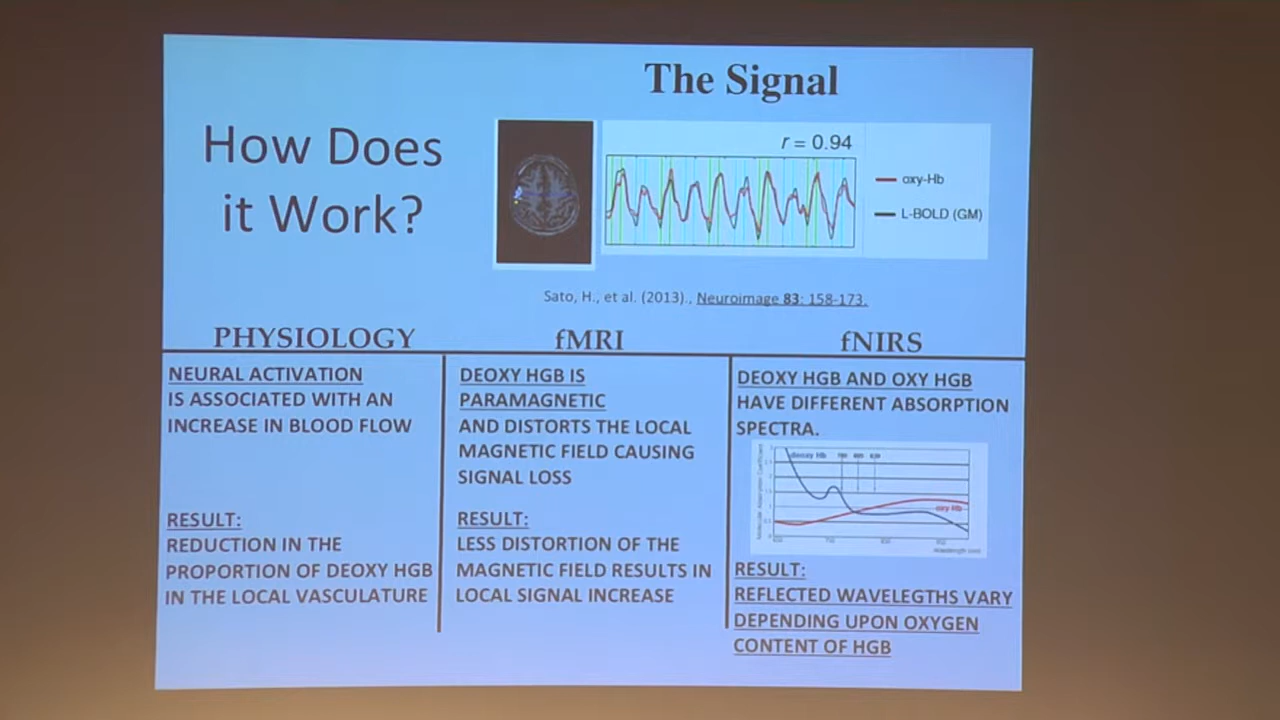 The Signal
How Does
it Work?
r = 0.94
oxy-Hb
L-BOLD (GM)
Sato, H., et al. (2013)., Neuroimage 83: 158-173.
PHYSIOLOGY
NEURAL ACTIVATION
IS ASSOCIATED WITH AN
INCREASE IN BLOOD FLOW
RESULT:
REDUCTION IN THE
PROPORTION OF DEOXY HGB
IN THE LOCAL VASCULATURE
fMRI
DEOXY HGB IS
PARAMAGNETIC
AND DISTORTS THE LOCAL
MAGNETIC FIELD CAUSING
SIGNAL LOSS
RESULT:
LESS DISTORTION OF THE
MAGNETIC FIELD RESULTS IN
LOCAL SIGNAL INCREASE
fNIRS
DEOXY HGB AND OXY HGB
HAVE DIFFERENT ABSORPTION
SPECTRA.
deoxy Hb
oxy Hb
RESULT:
REFLECTED WAVELEGTHS VARY
DEPENDING UPON OXYGEN
CONTENT OF HGB